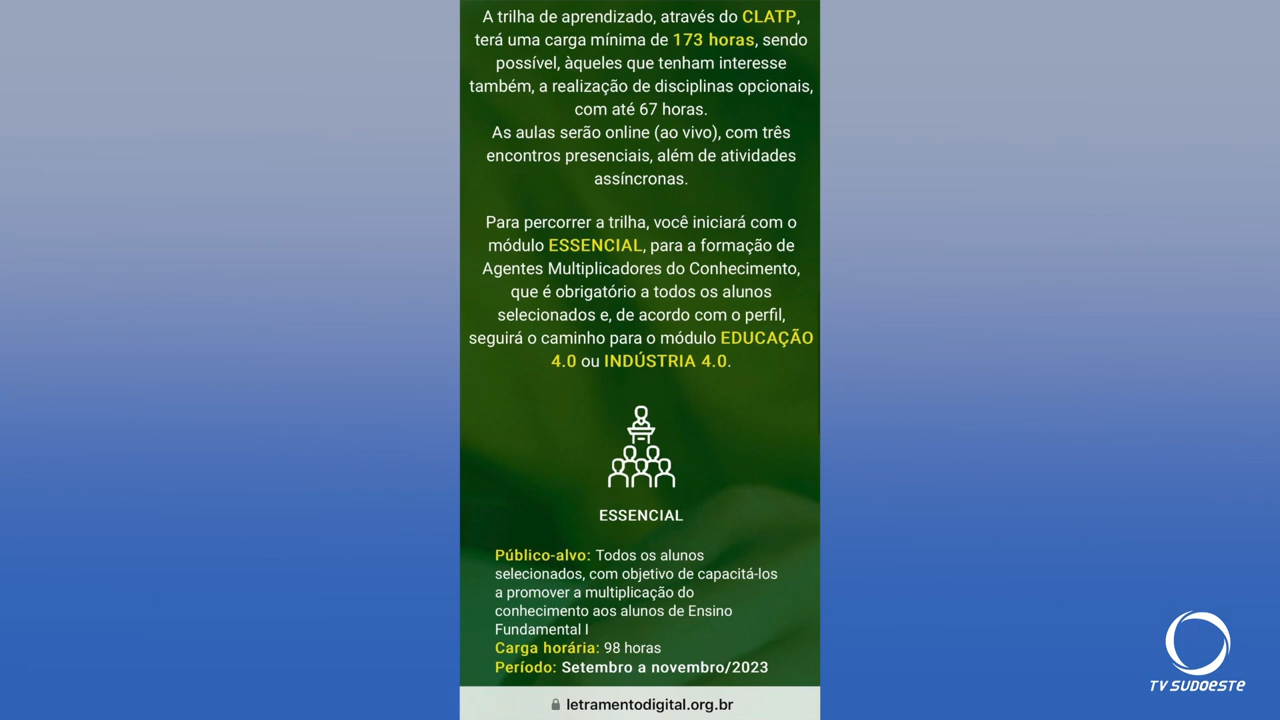 A trilha de aprendizado, através do CLATP,
terá uma carga mínima de 173 horas, sendo
possível, àqueles que tenham interesse
também, a realização de disciplinas opcionais,
com até 67 horas.
As aulas serão online (ao vivo), com três
encontros presenciais, além de atividades
assíncronas.
Para percorrer a trilha, você iniciará com o
módulo ESSENCIAL, para a formação de
Agentes Multiplicadores do Conhecimento,
que é obrigatório a todos os alunos
selecionados e, de acordo com o perfil,
seguirá o caminho para o módulo EDUCAÇÃO
4.0 ou INDÚSTRIA 4.0.
ESSENCIAL
Público-alvo: Todos os alunos
selecionados, com objetivo de capacitá-los
a promover a multiplicação do
conhecimento aos alunos de Ensino
Fundamental I
Carga horária: 98 horas
Período: Setembro a novembro/2023
letramentodigital.org.br
TV SUDOESTE